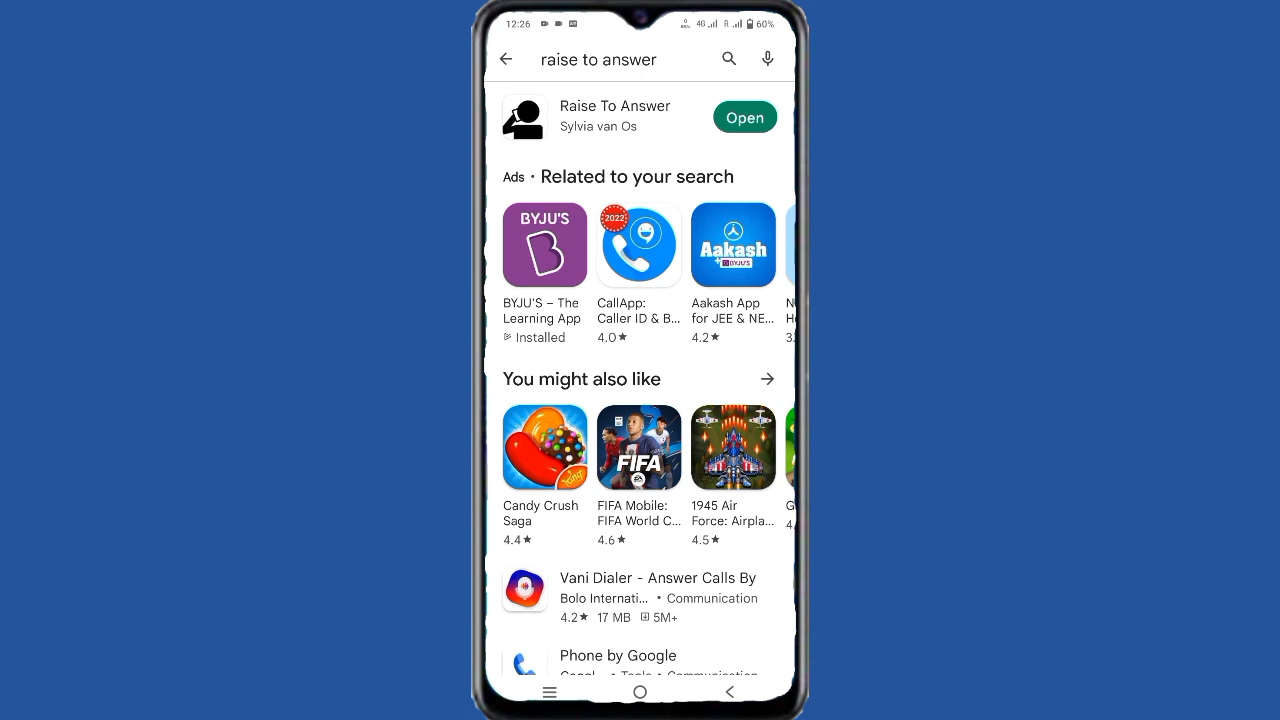 12:26
4G R 60%
raise to answer
Raise To Answer
Sylvia van Os
Open
Ads • Related to your search
BYJU'S
2022
Aakash
BYJU'S
BYJU'S – The
Learning App
Installed
CallApp:
Caller ID & B...
4.0★
Aakash App
for JEE & NE...
4.2★
You might also like
King
FIFA
Candy Crush
Saga
4.4★
FIFA Mobile:
FIFA World C...
4.6★
1945 Air
Force: Airpla...
4.5★
Vani Dialer - Answer Calls By
Bolo Internati... • Communication
4.2★ 17 MB 5M+
Phone by Google
Googl... • Tools • Communication